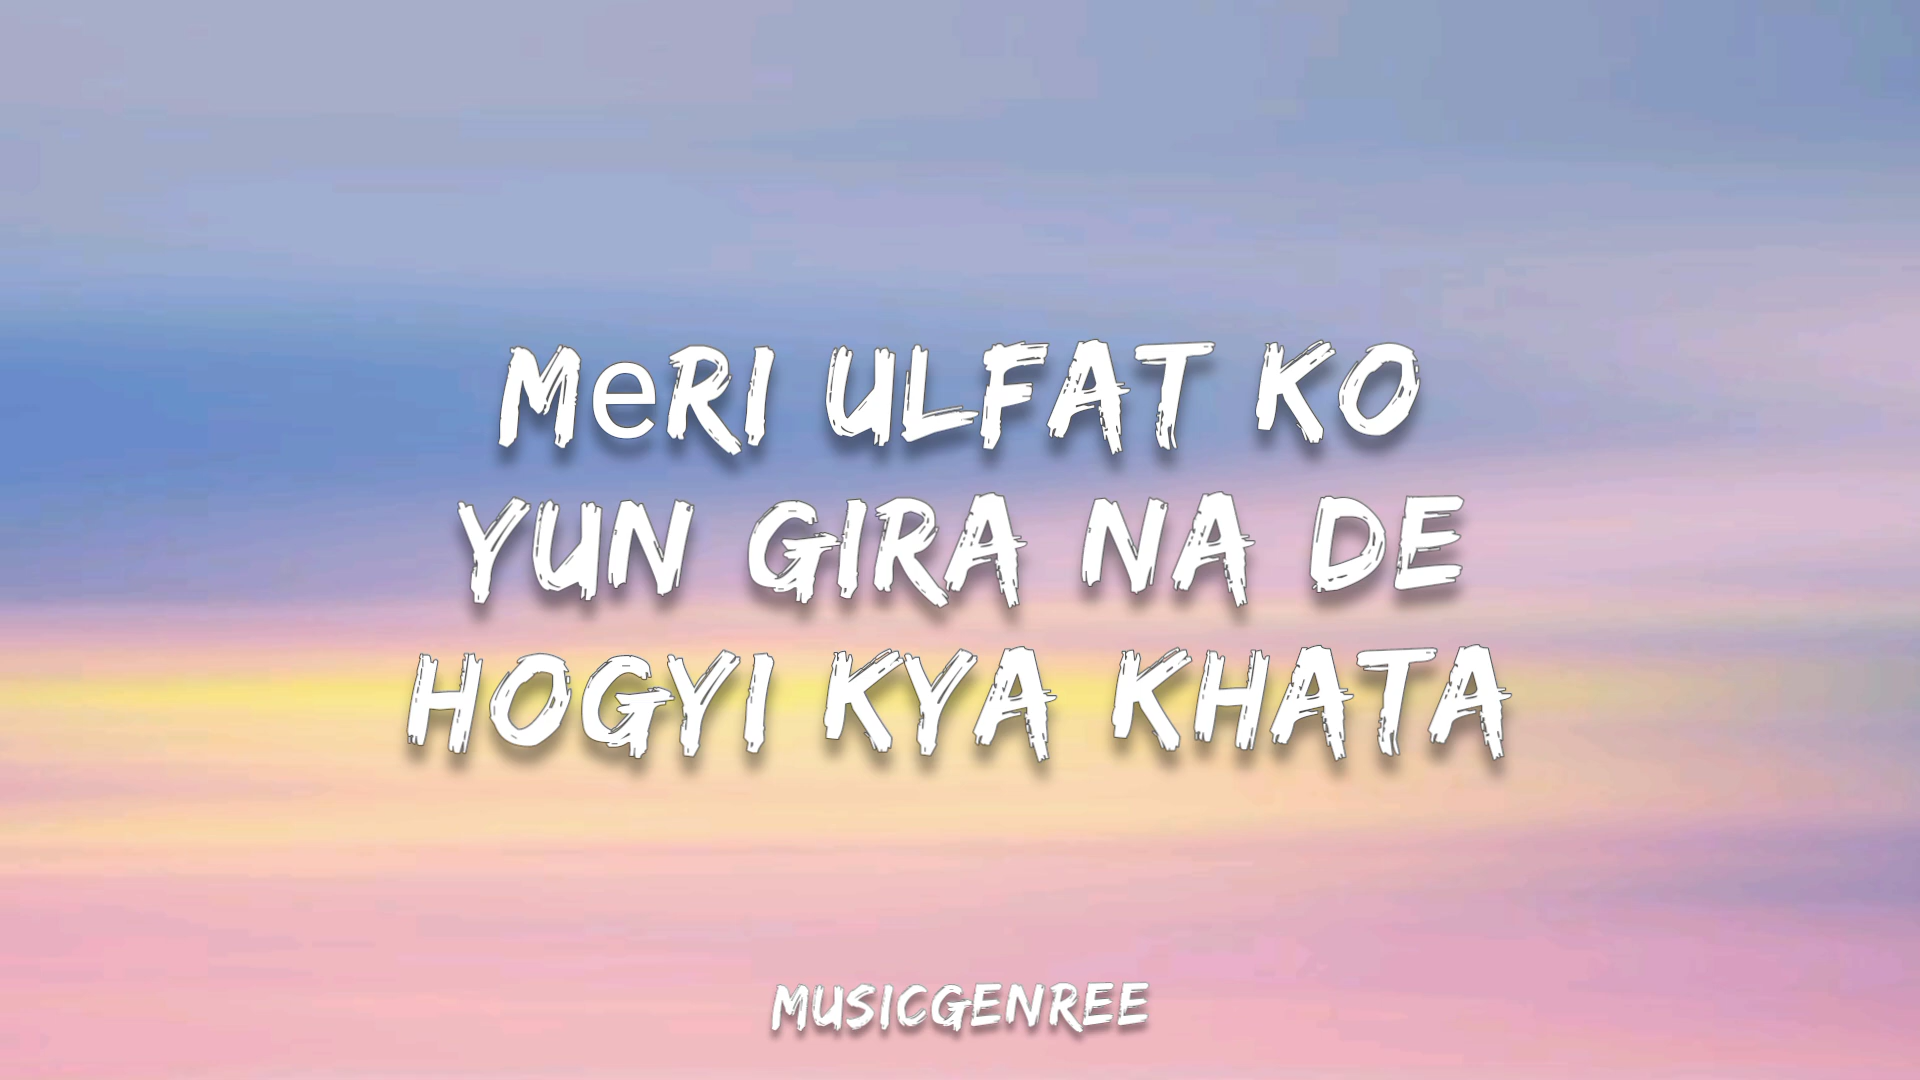 MeRI ULFAT KO
YUN GIRA NA DE
HOGYI KYA KHATA
MUSICGENREE